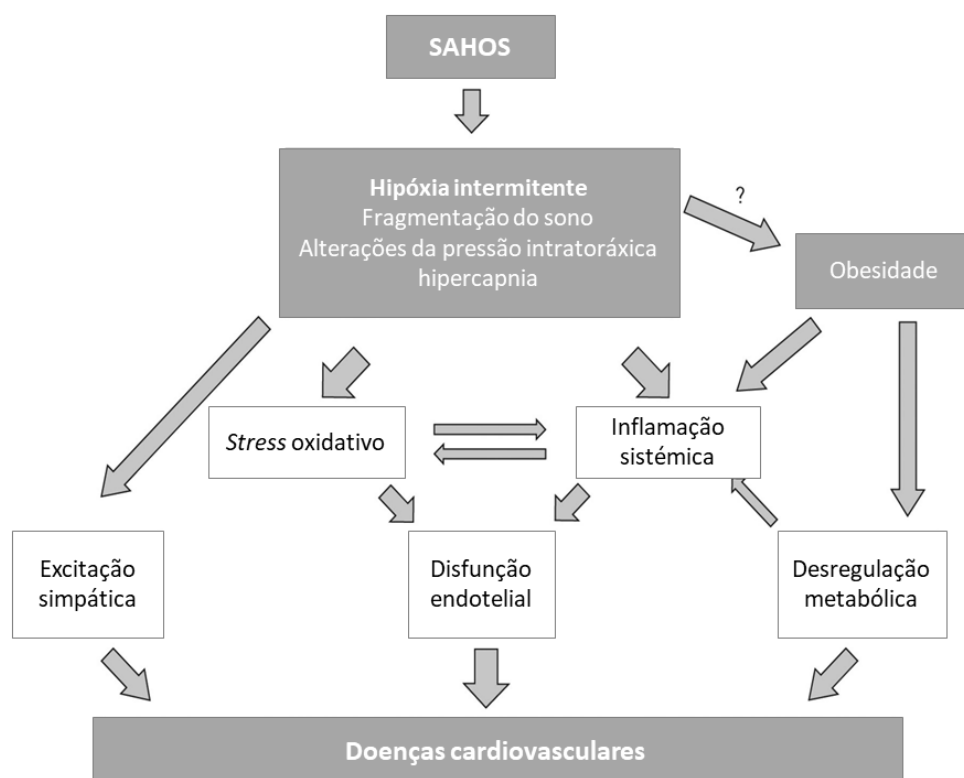 SAHOS
Hipóxia intermitente
Fragmentação do sono
Alterações da pressão intratoráxica
hipercapnia
?
Obesidade
Stress oxidativo
Inflamação
sistémica
Excitação
simpática
Disfunção
endotelial
Desregulação
metabólica
Doenças cardiovasculares